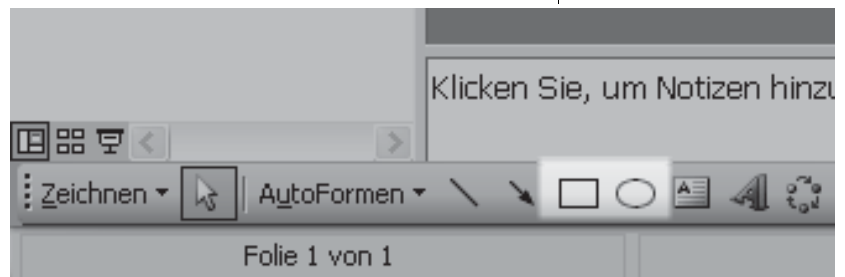 Klicken Sie, um Notizen hinzu
Zeichnen AutoFormen
Folie 1 von 1